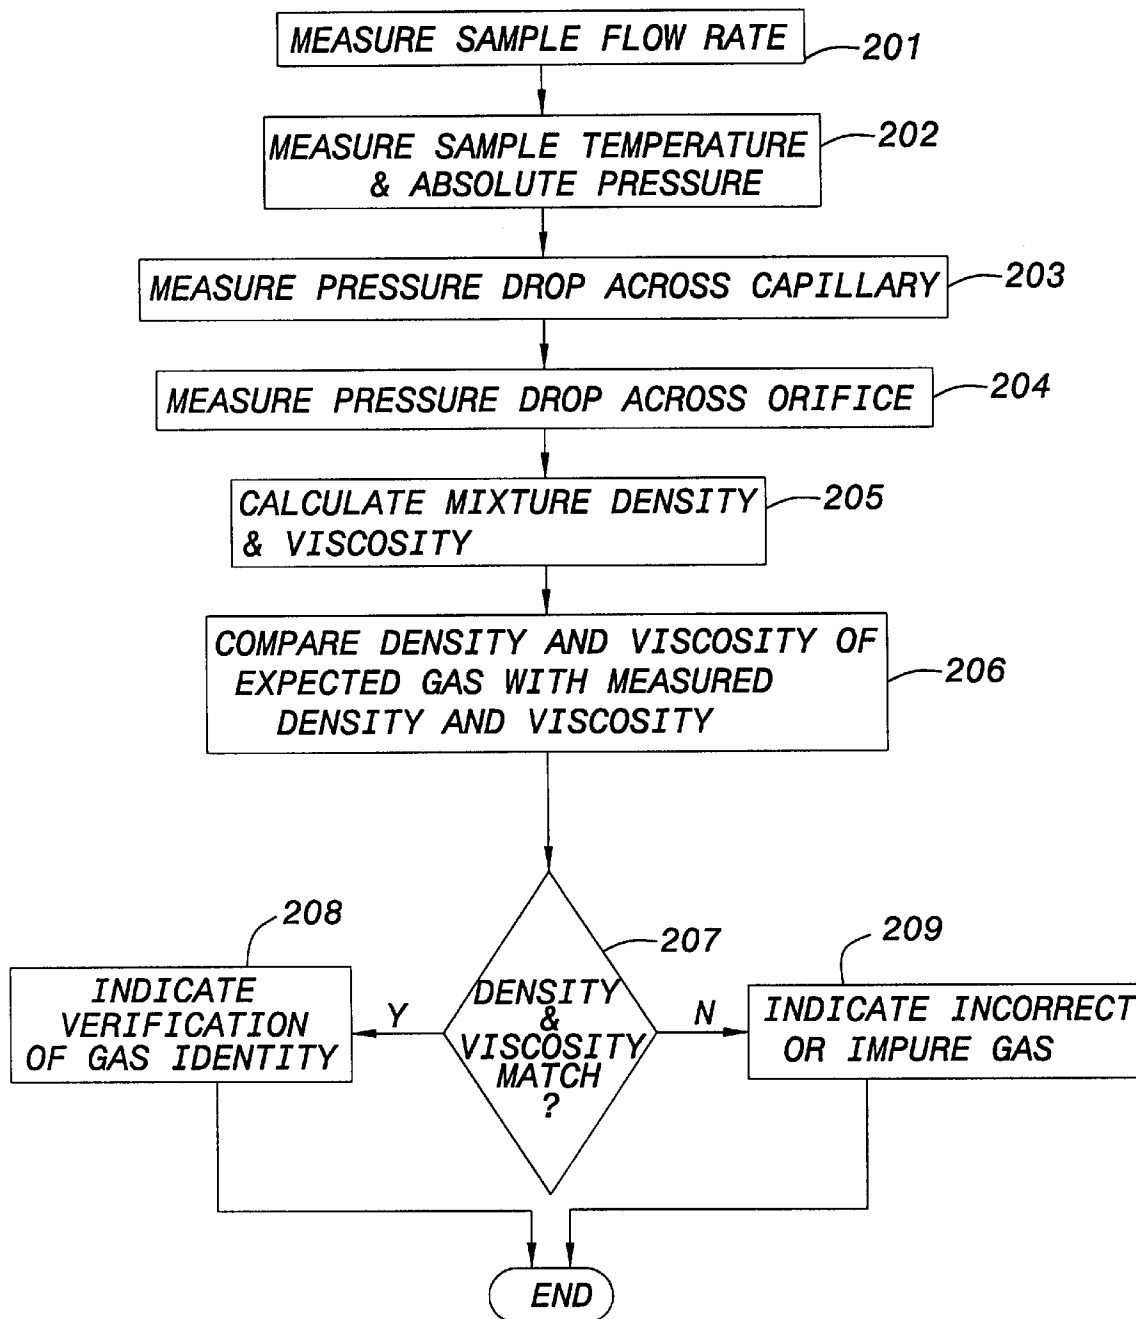 MEASURE SAMPLE FLOW RATE
201
MEASURE SAMPLE TEMPERATURE
& ABSOLUTE PRESSURE
202
MEASURE PRESSURE DROP ACROSS CAPILLARY
203
MEASURE PRESSURE DROP ACROSS ORIFICE
204
CALCULATE MIXTURE DENSITY
& VISCOSITY
205
COMPARE DENSITY AND VISCOSITY OF
EXPECTED GAS WITH MEASURED
DENSITY AND VISCOSITY
206
207
DENSITY
&
VISCOSITY
MATCH
?
Y
N
208
INDICATE
VERIFICATION
OF GAS IDENTITY
209
INDICATE INCORRECT
OR IMPURE GAS
END